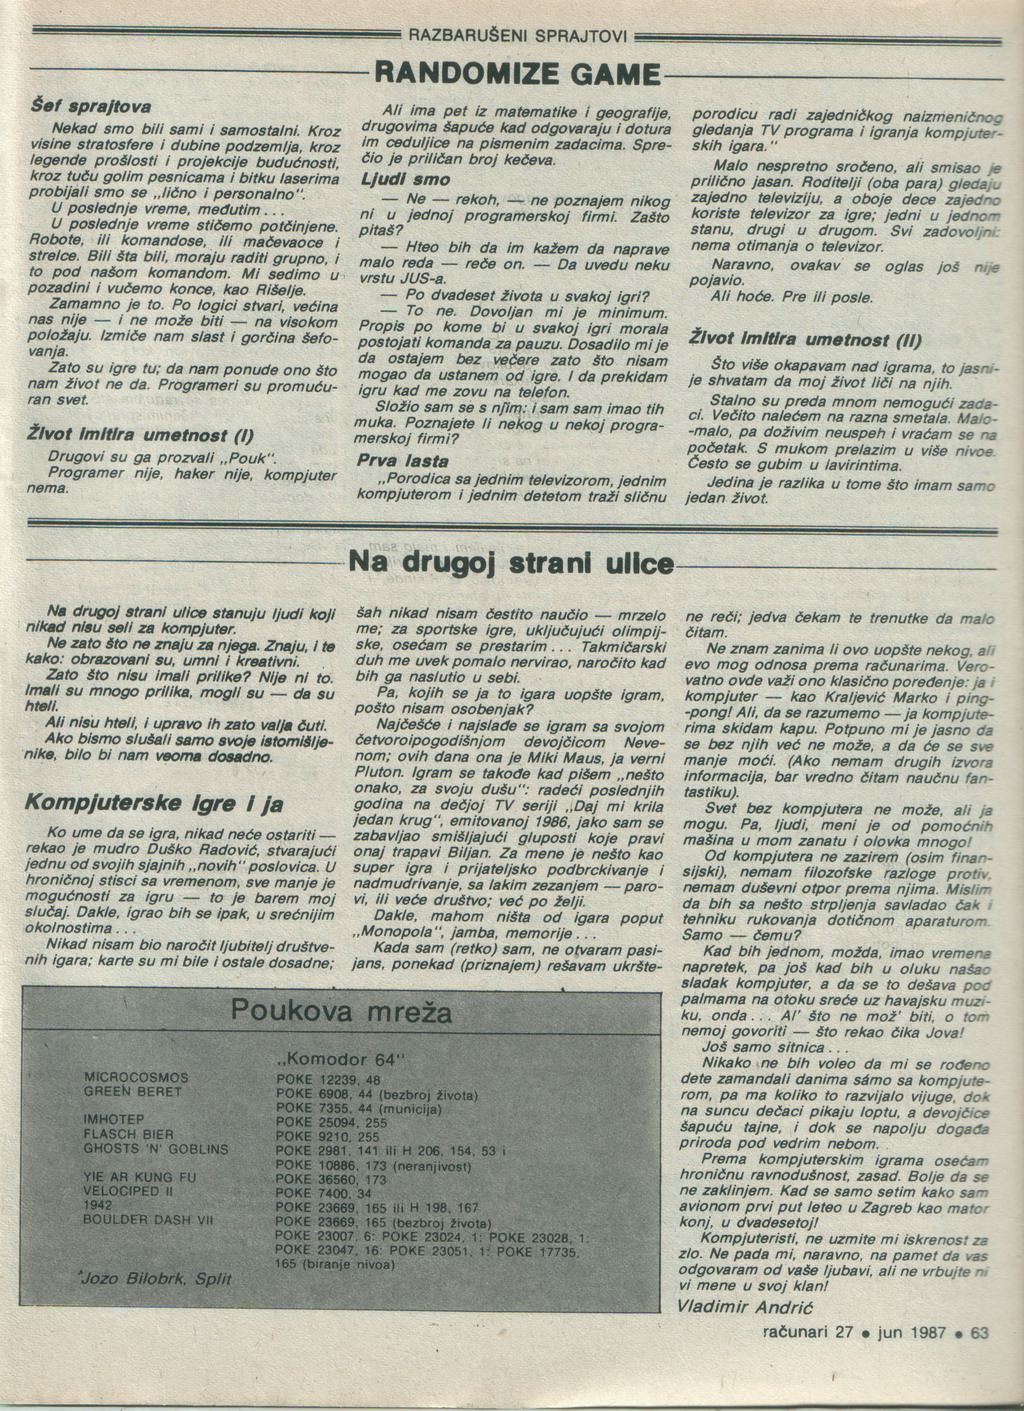 RAZBARUŠENI SPRAJTOVI
RANDOMIZE GAME
Šef sprajtova
Nekad smo bili sami i samostalni. Kroz
visine stratosfere i dubine podzemlja, kroz
legende prošlosti i projekcije budućnosti,
kroz tuču golim pesnicama i bitku laserima
probijali smo se „lično i personalno“.
U poslednje vreme, međutim ...
U poslednje vreme stičemo potčinjene.
Robote, ili komandose, ili mačevaoce i
strelce. Bili šta bili, moraju raditi grupno, i
to pod našom komandom. Mi sedimo u
pozadini i vučemo konce, kao Rišelje.
Zamamno je to. Po logici stvari, većina
nas nije — i ne može biti — na visokom
položaju. Izmiče nam slast i gorčina šefo-
vanja.
Zato su igre tu; da nam ponude ono što
nam život ne da. Programeri su promuću-
ran svet.
Život imitira umetnost (I)
Drugovi su ga prozvali „Pouk“.
Programer nije, haker nije, kompjuter
nema.
Ali ima pet iz matematike i geografije,
drugovima šapuće kad odgovaraju i dotura
im ceduljice na pismenim zadacima. Spre-
čio je priličan broj kečeva.
Ljudi smo
— Ne — rekoh, — ne poznajem nikog
ni u jednoj programerskoj firmi. Zašto
pitaš?
— Hteo bih da im kažem da naprave
malo reda — reče on. — Da uvedu neku
vrstu JUS-a.
— Po dvadeset života u svakoj igri?
— To ne. Dovoljan mi je minimum.
Propis po kome bi u svakoj igri morala
postojati komanda za pauzu. Dosadilo mi je
da ostajem bez večere zato što nisam
mogao da ustanem od igre. I da prekidam
igru kad me zovu na telefon.
Složio sam se s njim: i sam sam imao tih
muka. Poznajete li nekog u nekoj progra-
merskoj firmi?
Prva lasta
„Porodica sa jednim televizorom, jednim
kompjuterom i jednim detetom traži sličnu
porodicu radi zajedničkog naizmeničnog
gledanja TV programa i igranja kompjuter-
skih igara.“
Malo nespretno sročeno, ali smisao je
prilično jasan. Roditelji (oba para) gledaju
zajedno televiziju, a oboje dece zajedno
koriste televizor za igre; jedni u jednom
stanu, drugi u drugom. Svi zadovoljni:
nema otimanja o televizor.
Naravno, ovakav se oglas još nije
pojavio.
Ali hoće. Pre ili posle.
Život imitira umetnost (II)
Što više okapavam nad igrama, to jasni-
je shvatam da moj život liči na njih.
Stalno su preda mnom nemogući zada-
ci. Večito nalećem na razna smetala. Malo-
-malo, pa doživim neuspeh i vraćam se na
početak. S mukom prelazim u više nivoe.
Često se gubim u lavirintima.
Jedina je razlika u tome što imam samo
jedan život.
Na drugoj strani ulice
Na drugoj strani ulice stanuju ljudi koji
nikad nisu seli za kompjuter.
Ne zato što ne znaju za njega. Znaju, i te
kako: obrazovani su, umni i kreativni.
Zato što nisu imali prilike? Nije ni to.
Imali su mnogo prilika, mogli su — da su
hteli.
Ali nisu hteli, i upravo ih zato valja čuti.
Ako bismo slušali samo svoje istomišlje-
nike, bilo bi nam veoma dosadno.
Kompjuterske igre i ja
Ko ume da se igra, nikad neće ostariti —
rekao je mudro Duško Radović, stvarajući
jednu od svojih sjajnih „novih“ poslovica. U
hroničnoj stisci sa vremenom, sve manje je
mogućnosti za igru — to je barem moj
slučaj. Dakle, igrao bih se ipak, u srećnijim
okolnostima ...
Nikad nisam bio naročit ljubitelj društve-
nih igara; karte su mi bile i ostale dosadne;
šah nikad nisam čestito naučio — mrzelo
me; za sportske igre, uključujući olimpij-
ske, osećam se prestarim ... Takmičarski
duh me uvek pomalo nervirao, naročito kad
bih ga naslutio u sebi.
Pa, kojih se ja to igara uopšte igram,
pošto nisam osobenjak?
Najčešće i najslađe se igram sa svojom
četvoroipogodišnjom devojčicom Neve-
nom; ovih dana ona je Miki Maus, ja verni
Pluton. Igram se takođe kad pišem „nešto
onako, za svoju dušu“: radeći poslednjih
godina na dečjoj TV seriji „Daj mi krila
jedan krug“, emitovanoj 1986, jako sam se
zabavljao smišljajući gluposti koje pravi
onaj trapavi Biljan. Za mene je nešto kao
super igra i prijateljsko podbrckivanje i
nadmudrivanje, sa lakim zezanjem — paro-
vi, ili veće društvo; već po želji.
Dakle, mahom ništa od igara poput
„Monopola“, jamba, memorije ...
Kada sam (retko) sam, ne otvaram pasi-
jans, ponekad (priznajem) rešavam ukršte-
ne reči; jedva čekam te trenutke da malo
čitam.
Ne znam zanima li ovo uopšte nekog, ali
evo mog odnosa prema računarima. Vero-
vatno ovde važi ono klasično poređenje: ja i
kompjuter — kao Kraljević Marko i ping-
-pong! Ali, da se razumemo — ja kompjute-
rima skidam kapu. Potpuno mi je jasno da
se bez njih već ne može, a da će se sve
manje moći. (Ako nemam drugih izvora
informacija, bar vredno čitam naučnu fan-
tastiku).
Svet bez kompjutera ne može, ali ja
mogu. Pa, ljudi, meni je od pomoćnih
mašina u mom zanatu i olovka mnogo!
Od kompjutera ne zazirem (osim finan-
sijski), nemam filozofske razloge protiv,
nemam duševni otpor prema njima. Mislim
da bih sa nešto strpljenja savladao čak i
tehniku rukovanja dotičnom aparaturom.
Samo — čemu?
Kad bih jednom, možda, imao vremena
napretek, pa još kad bih u oluku našao
sladak kompjuter, a da se to dešava pod
palmama na otoku sreće uz havajsku muzi-
ku, onda ... Al' što ne mož' biti, o tom
nemoj govoriti — što rekao čika Jova!
Još samo sitnica ...
Nikako ne bih voleo da mi se rođeno
dete zamandali danima sámo sa kompjute-
rom, pa ma koliko to razvijalo vijuge, dok
na suncu dečaci pikaju loptu, a devojčice
šapuću tajne, i dok se napolju događa
priroda pod vedrim nebom.
Prema kompjuterskim igrama osećam
hroničnu ravnodušnost, zasad. Bolje da se
ne zaklinjem. Kad se samo setim kako sam
avionom prvi put leteo u Zagreb kao mator
konj, u dvadesetoj!
Kompjuteristi, ne uzmite mi iskrenost za
zlo. Ne pada mi, naravno, na pamet da vas
odgovaram od vaše ljubavi, ali ne vrbujte ni
vi mene u svoj klan!
Vladimir Andrić
Poukova mreža
„Komodor 64“
MICROCOSMOS POKE 12239, 48
GREEN BERET POKE 6908, 44 (bezbroj života)
POKE 7355, 44 (municija)
IMHOTEP POKE 25094, 255
FLASCH BIER POKE 9210, 255
GHOSTS 'N' GOBLINS POKE 2981, 141 ili H 206, 154, 53 i
POKE 10886, 173 (neranjivost)
YIE AR KUNG FU POKE 36560, 173
VELOCIPED II POKE 7400, 34
1942 POKE 23669, 165 ili H 198, 167
BOULDER DASH VII POKE 23669, 165 (bezbroj života)
POKE 23007, 6: POKE 23024, 1: POKE 23028, 1:
POKE 23047, 16: POKE 23051, 1: POKE 17735,
165 (biranje nivoa)
Jozo Bilobrk, Split
računari 27 • jun 1987 • 63